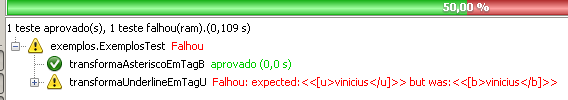 50,00 %
1 teste aprovado(s), 1 teste falhou(ram).(0,109 s)
exemplos.ExemplosTest Falhou
transformaAsteriscoEmTagB aprovado (0,0 s)
transformaUnderlineEmTagU Falhou: expected:<<[u>vinicius</u]>> but was:<<[b>vinicius</b]>>